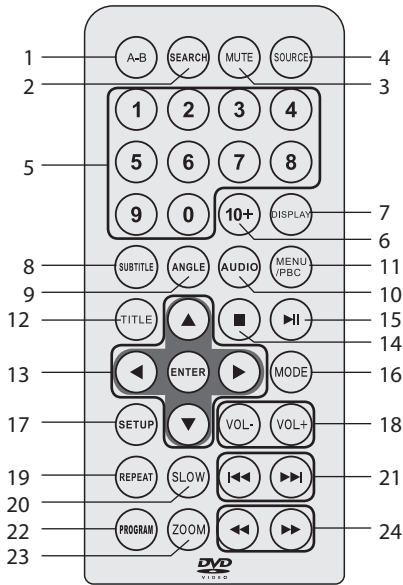 1 A-B SEARCH MUTE SOURCE 4
2 3
1 2 3 4
5 5 6 7 8
9 0 10+ DISPLAY 7
6
8 SUBTITLE ANGLE AUDIO MENU /PBC 11
9 10
12 TITLE 15
14
13 ENTER MODE 16
17 SETUP VOL- VOL+ 18
19 REPEAT SLOW 21
20
22 PROGRAM ZOOM 24
23
DVD
VIDEO